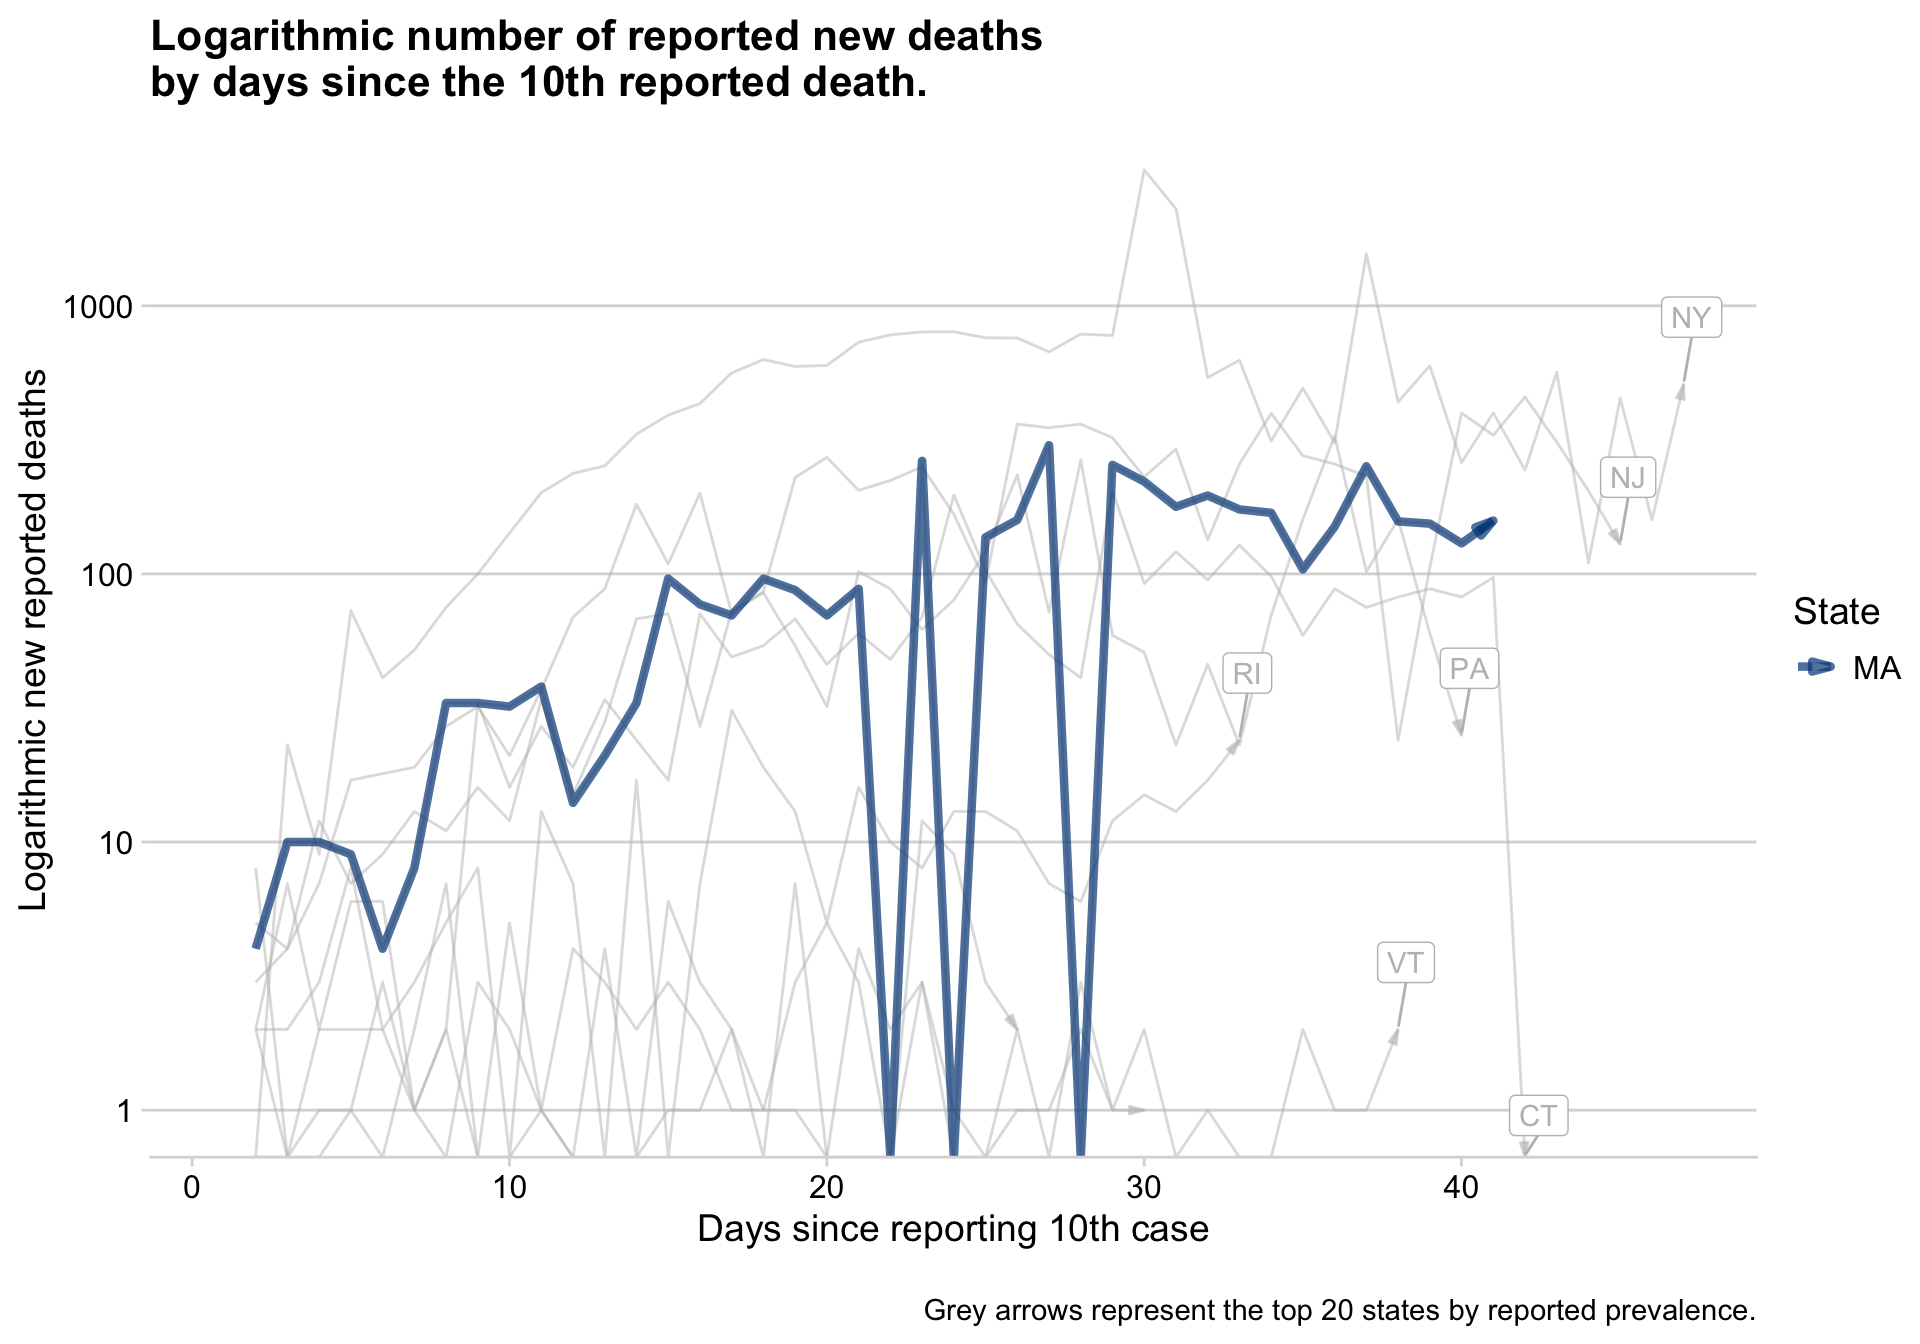 Logarithmic number of reported new deaths
by days since the 10th reported death.
Logarithmic new reported deaths
1000
100
10
1
NY
NJ
RI
PA
VT
CT
State
MA
0 10 20 30 40
Days since reporting 10th case
Grey arrows represent the top 20 states by reported prevalence.